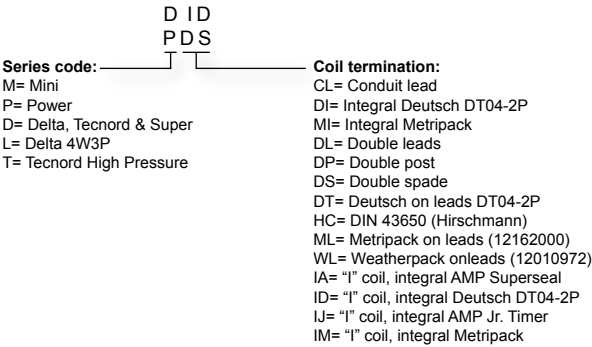 D ID
PDS
Series code:
M= Mini
P= Power
D= Delta, Tecnord & Super
L= Delta 4W3P
T= Tecnord High Pressure
Coil termination:
CL= Conduit lead
DI= Integral Deutsch DT04-2P
MI= Integral Metripack
DL= Double leads
DP= Double post
DS= Double spade
DT= Deutsch on leads DT04-2P
HC= DIN 43650 (Hirschmann)
ML= Metripack on leads (12162000)
WL= Weatherpack onleads (12010972)
IA= “I” coil, integral AMP Superseal
ID= “I” coil, integral Deutsch DT04-2P
IJ= “I” coil, integral AMP Jr. Timer
IM= “I” coil, integral Metripack